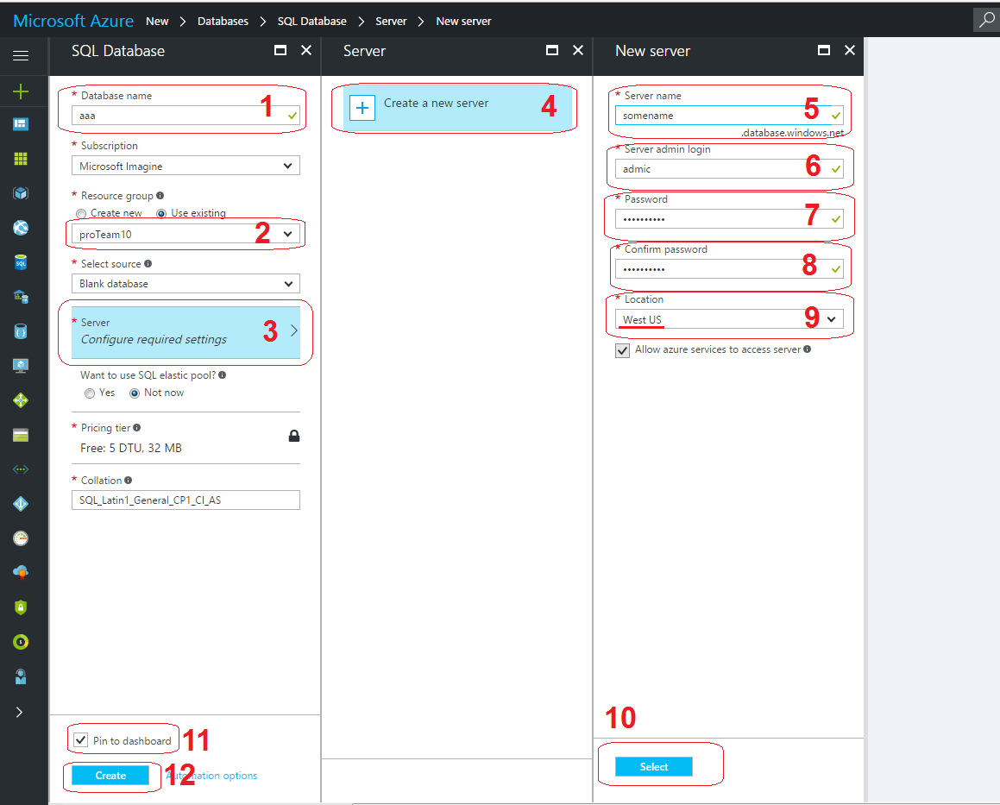 Microsoft Azure New > Databases > SQL Database > Server > New server
SQL Database
* Database name
aaa
1
* Subscription
Microsoft Imagine
* Resource group
Create new Use existing
proTeam10
2
* Select source
Blank database
* Server
Configure required settings
3
Want to use SQL elastic pool?
Yes Not now
* Pricing tier
Free: 5 DTU, 32 MB
* Collation
SQL_Latin1_General_CP1_CI_AS
Pin to dashboard
11
Create
12
Automation options
Server
Create a new server
4
New server
* Server name
somename
5
.database.windows.net
* Server admin login
admic
6
* Password
••••••••••
7
* Confirm password
••••••••••
8
* Location
West US
9
Allow azure services to access server
10
Select